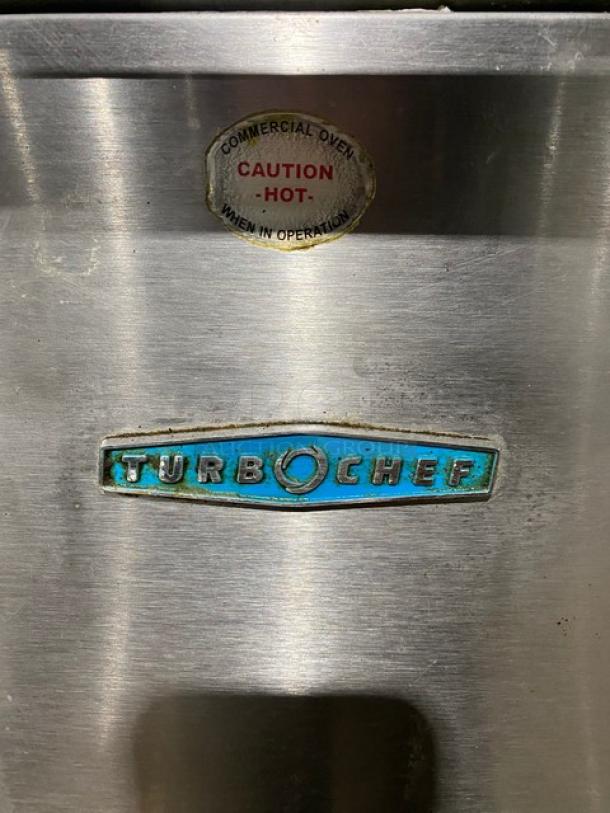 COMMERCIAL OVEN
CAUTION
-HOT-
WHEN IN OPERATION
TURBOCHEF